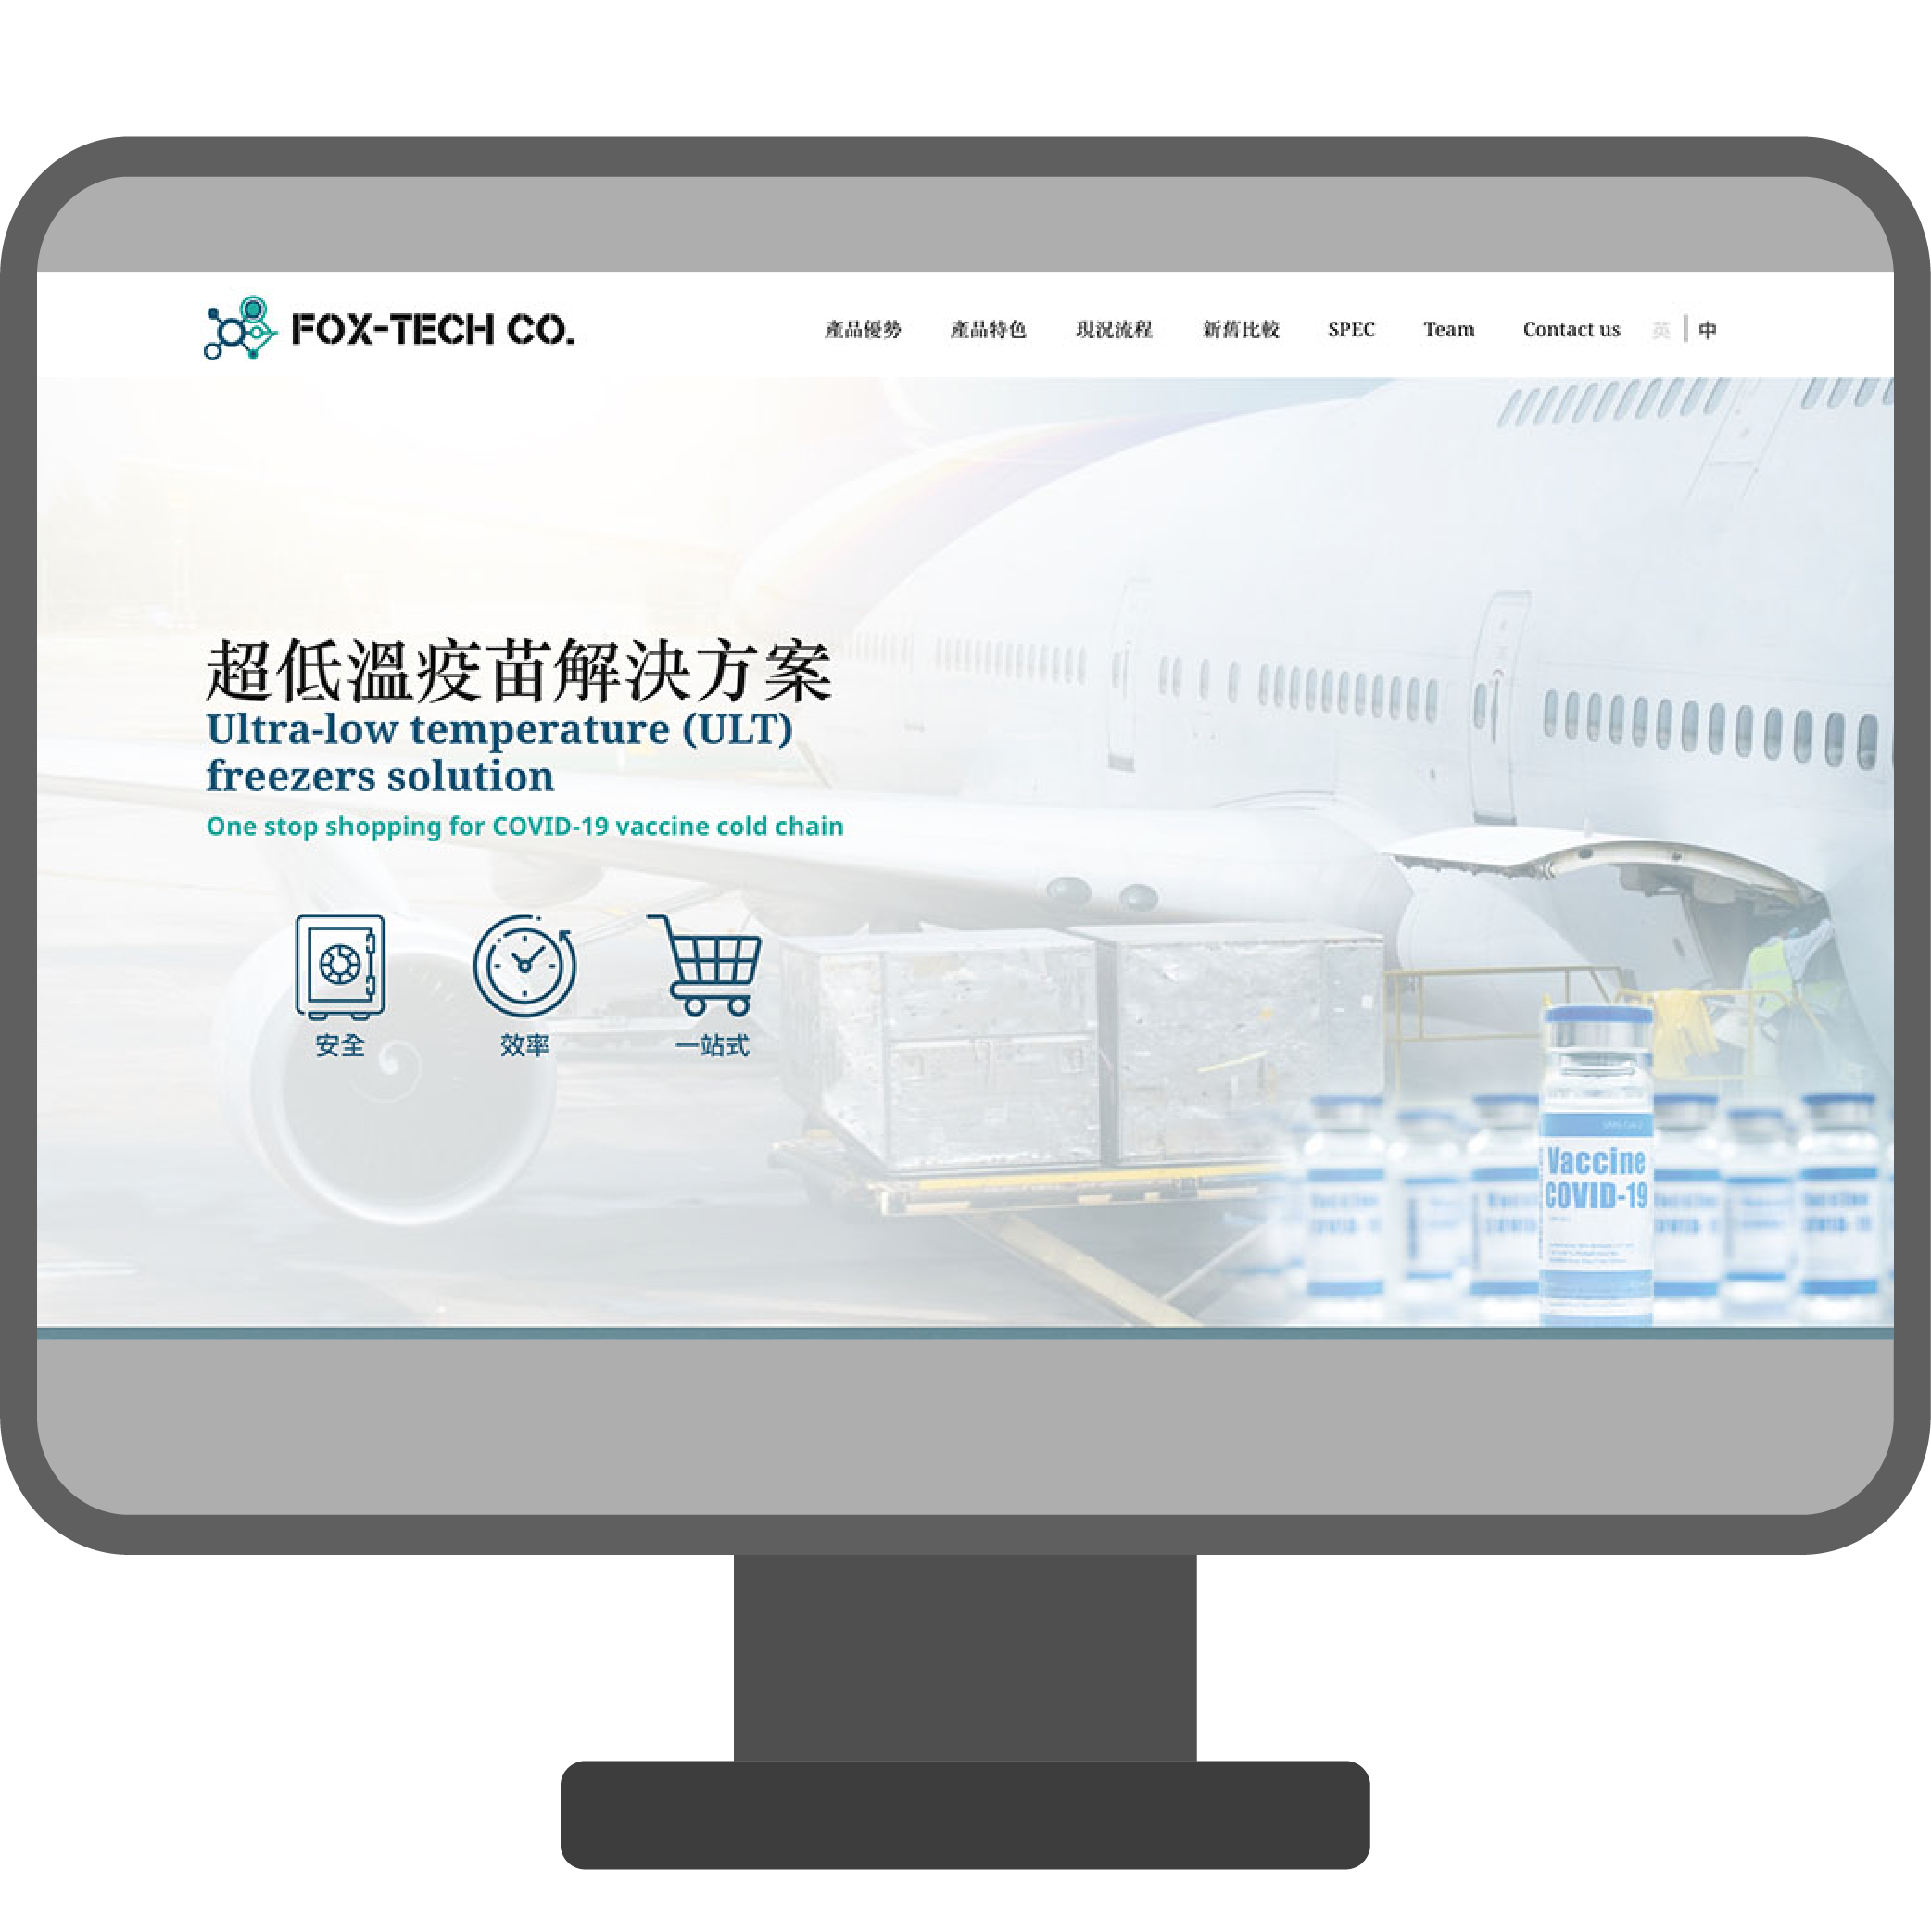 FOX-TECH CO.
產品優勢 產品特色 現況流程 新舊比較 SPEC Team Contact us 英 中
超低溫疫苗解決方案
Ultra-low temperature (ULT)
freezers solution
One stop shopping for COVID-19 vaccine cold chain
安全 效率 一站式
Vaccine
COVID-19